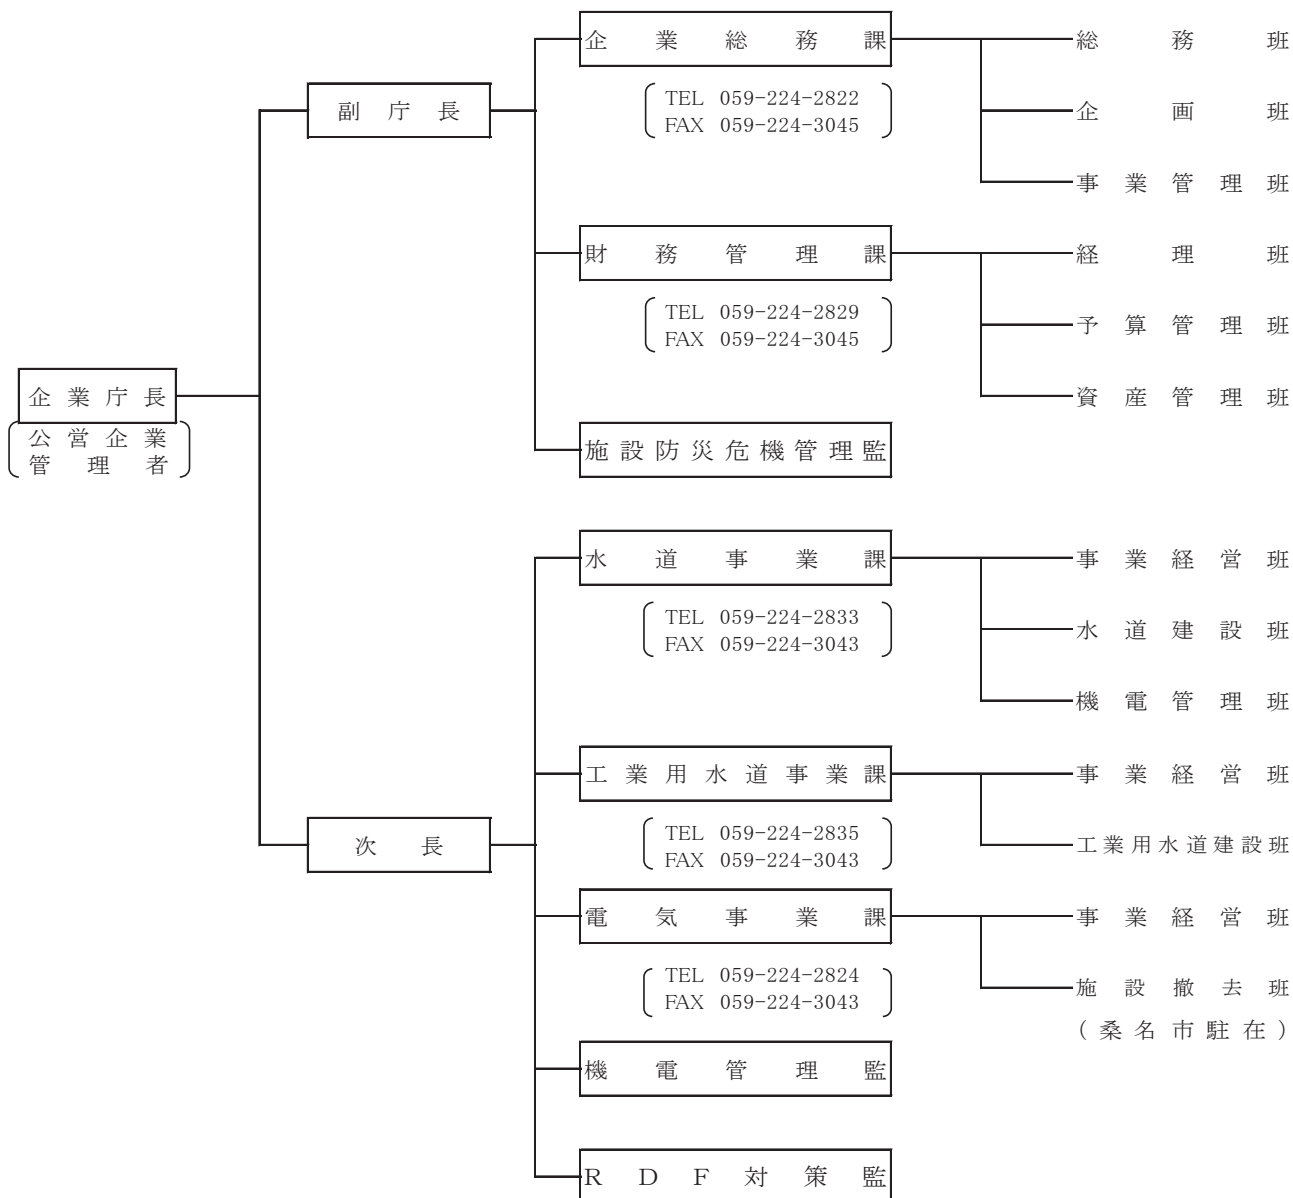 企業総務課
TEL 059-224-2822
FAX 059-224-3045
総務班
企画班
事業管理班
副庁長
財務管理課
TEL 059-224-2829
FAX 059-224-3045
経理班
予算管理班
資産管理班
企業庁長
公営企業
管理者
施設防災危機管理監
水道事業課
TEL 059-224-2833
FAX 059-224-3043
事業経営班
水道建設班
機電管理班
工業用水道事業課
TEL 059-224-2835
FAX 059-224-3043
事業経営班
工業用水道建設班
次長
電気事業課
TEL 059-224-2824
FAX 059-224-3043
事業経営班
施設撤去班
(桑名市駐在)
機電管理監
RDF対策監